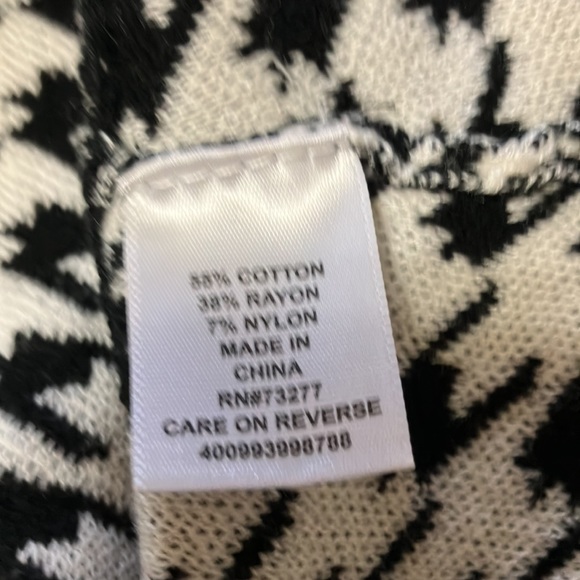 55% COTTON
38% RAYON
7% NYLON
MADE IN
CHINA
RN#73277
CARE ON REVERSE
400993998788